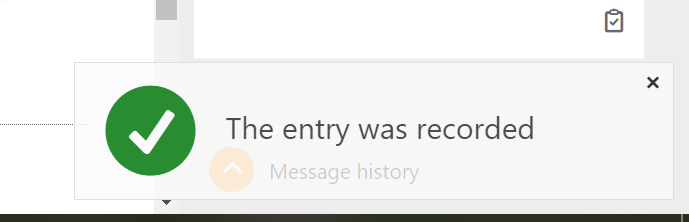 The entry was recorded
Message history